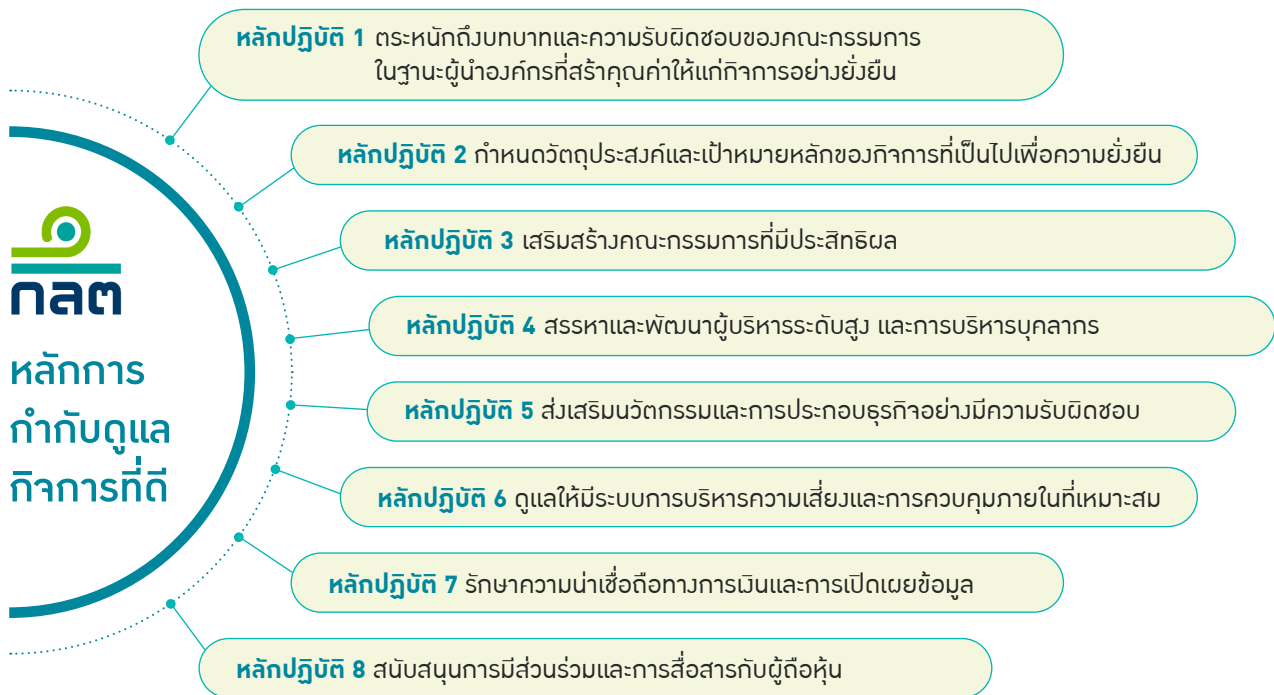 หลักปฏิบัติ 1 ตระหนักถึงบทบาทและความรับผิดชอบของคณะกรรมการ
ในฐานะผู้นำองค์กรที่สร้างคุณค่าให้แก่กิจการอย่างยั่งยืน
หลักปฏิบัติ 2 กำหนดวัตถุประสงค์และเป้าหมายหลักของกิจการที่เป็นไปเพื่อความยั่งยืน
หลักปฏิบัติ 3 เสริมสร้างคณะกรรมการที่มีประสิทธิผล
กลต
หลักปฏิบัติ 4 สรรหาและพัฒนาผู้บริหารระดับสูง และการบริหารบุคลากร
หลักการ
กำกับดูแล
กิจการที่ดี
หลักปฏิบัติ 5 ส่งเสริมนวัตกรรมและการประกอบธุรกิจอย่างมีความรับผิดชอบ
หลักปฏิบัติ 6 ดูแลให้มีระบบการบริหารความเสี่ยงและการควบคุมภายในที่เหมาะสม
หลักปฏิบัติ 7 รักษาความน่าเชื่อถือทางการเงินและการเปิดเผยข้อมูล
หลักปฏิบัติ 8 สนับสนุนการมีส่วนร่วมและการสื่อสารกับผู้ถือหุ้น